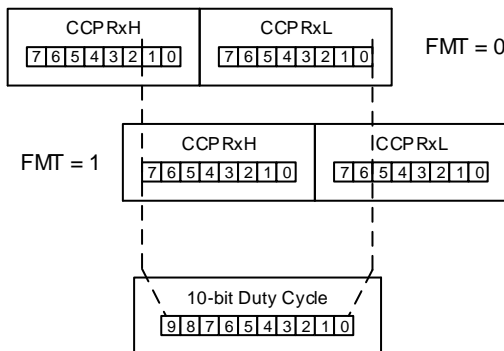 CCPRxH CCPRxL
7 6 5 4 3 2 1 0 7 6 5 4 3 2 1 0 FMT = 0
CCPRxH CCPRxL
FMT = 1 7 6 5 4 3 2 1 0 7 6 5 4 3 2 1 0
10-bit Duty Cycle
9 8 7 6 5 4 3 2 1 0